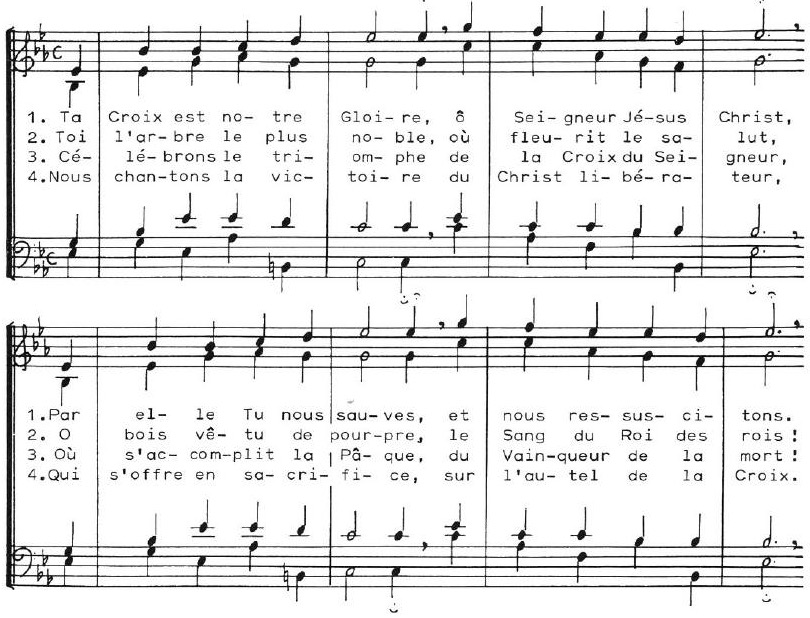 1. Ta Croix est no- tre Gloi- re, ô Sei- gneur Jé-sus Christ,
2. Toi l'ar- bre le plus no- ble, où fleu- rit le sa- lut,
3. Cé- lé- brons le tri- om- phe de la Croix du Sei- gneur,
4.Nous chan-tons la vic- toi- re du Christ li- bé-ra- teur,
1.Par el- le Tu nous sau-ves, et nous res- sus- ci- tons.
2. O bois vê- tu de pour-pre, le Sang du Roi des rois!
3. Où s'ac- com-plit la Pâ- que, du Vain-queur de la mort!
4.Qui s'offre en sa- cri- fi- ce, sur l'au- tel de la Croix.